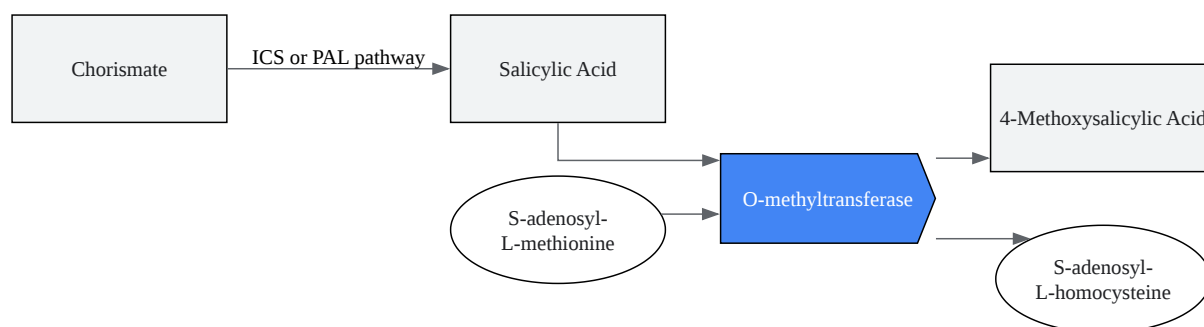 Chorismate
ICS or PAL pathway
Salicylic Acid
4-Methoxysalicylic Acid
O-methyltransferase
S-adenosyl-
L-methionine
S-adenosyl-
L-homocysteine